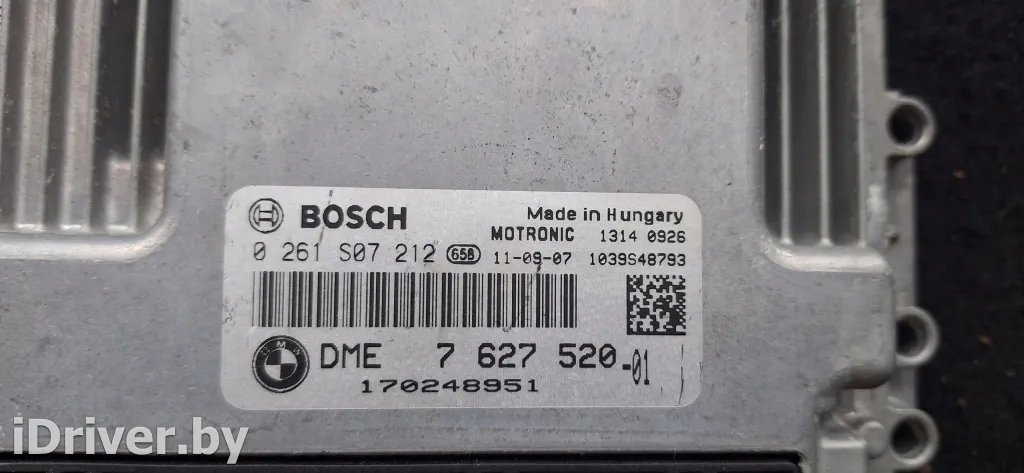 BOSCH Made in Hungary
MOTRONIC 1314 0926
0 261 S07 212 658 11-09-07 1039S48793
BMW DME 7 627 520-01
170248951
iDriver.by